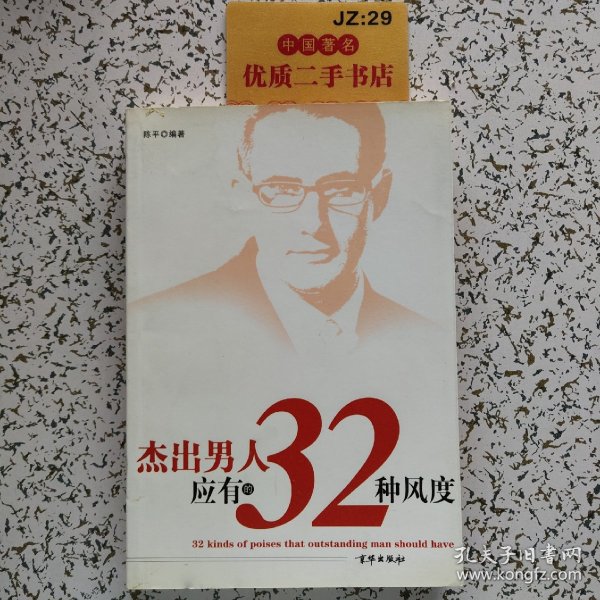 JZ:29
中国著名
优质二手书店
陈平◎编著
杰出男人
应有的32种风度
32 kinds of poises that outstanding man should have
京华出版社
孔夫子旧书网
www.kongfz.com